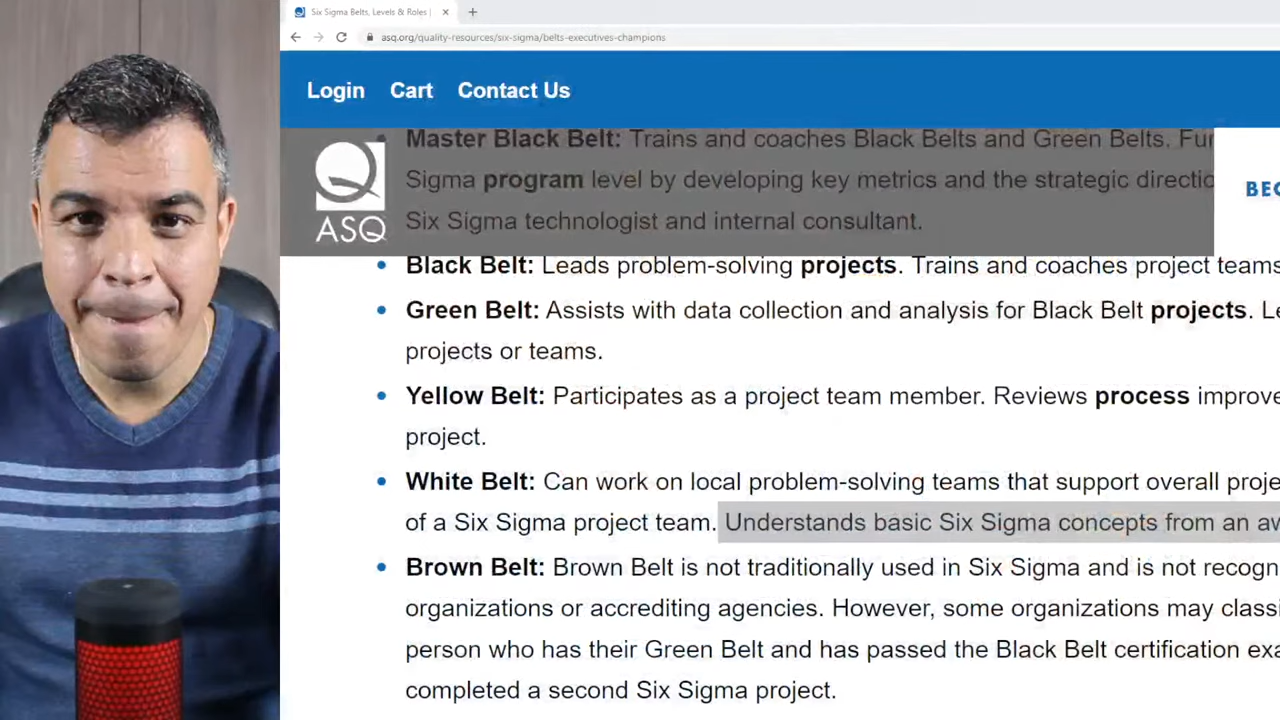 Six Sigma Belts, Levels & Roles |
asq.org/quality-resources/six-sigma/belts-executives-champions
Login Cart Contact Us
Master Black Belt: Trains and coaches Black Belts and Green Belts. Fur
Sigma program level by developing key metrics and the strategic directio
Six Sigma technologist and internal consultant.
ASQ
BEC
Black Belt: Leads problem-solving projects. Trains and coaches project teams
Green Belt: Assists with data collection and analysis for Black Belt projects. Le
projects or teams.
Yellow Belt: Participates as a project team member. Reviews process improve
project.
White Belt: Can work on local problem-solving teams that support overall proje
of a Six Sigma project team. Understands basic Six Sigma concepts from an aw
Brown Belt: Brown Belt is not traditionally used in Six Sigma and is not recogn
organizations or accrediting agencies. However, some organizations may classi
person who has their Green Belt and has passed the Black Belt certification exa
completed a second Six Sigma project.